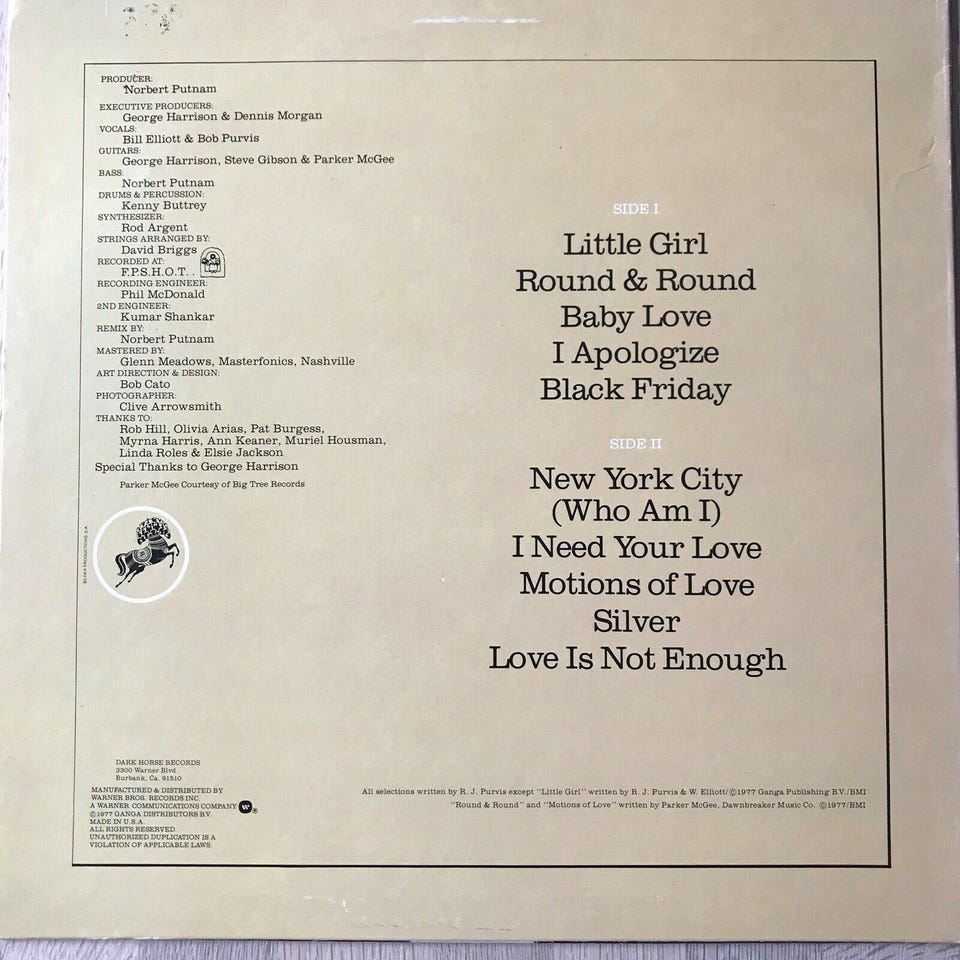 PRODUCER:
Norbert Putnam
EXECUTIVE PRODUCERS:
George Harrison & Dennis Morgan
VOCALS:
Bill Elliott & Bob Purvis
GUITARS:
George Harrison, Steve Gibson & Parker McGee
BASS:
Norbert Putnam
DRUMS & PERCUSSION:
Kenny Buttrey
SYNTHESIZER:
Rod Argent
STRINGS ARRANGED BY:
David Briggs
RECORDED AT:
F.P.S.H.O.T. .
RECORDING ENGINEER:
Phil McDonald
2ND ENGINEER:
Kumar Shankar
REMIX BY:
Norbert Putnam
MASTERED BY:
Glenn Meadows, Masterfonics, Nashville
ART DIRECTION & DESIGN:
Bob Cato
PHOTOGRAPHER:
Clive Arrowsmith
THANKS TO:
Rob Hill, Olivia Arias, Pat Burgess,
Myrna Harris, Ann Keaner, Muriel Housman,
Linda Roles & Elsie Jackson
Special Thanks to George Harrison
Parker McGee Courtesy of Big Tree Records
SIDE I
Little Girl
Round & Round
Baby Love
I Apologize
Black Friday
SIDE II
New York City
(Who Am I)
I Need Your Love
Motions of Love
Silver
Love Is Not Enough
PRODUCTIONS, S.A.
DARK HORSE RECORDS
3300 Warner Blvd.
Burbank, Ca. 91510
MANUFACTURED & DISTRIBUTED BY
WARNER BROS. RECORDS INC.
A WARNER COMMUNICATIONS COMPANY W ®
©1977 GANGA DISTRIBUTORS B.V.
MADE IN U.S.A.
ALL RIGHTS RESERVED.
UNAUTHORIZED DUPLICATION IS A
VIOLATION OF APPLICABLE LAWS.
All selections written by R. J. Purvis except "Little Girl" written by R. J. Purvis & W. Elliott/©1977 Ganga Publishing B.V./BMI
"Round & Round" and "Motions of Love" written by Parker McGee, Dawnbreaker Music Co. ©1977/BMI